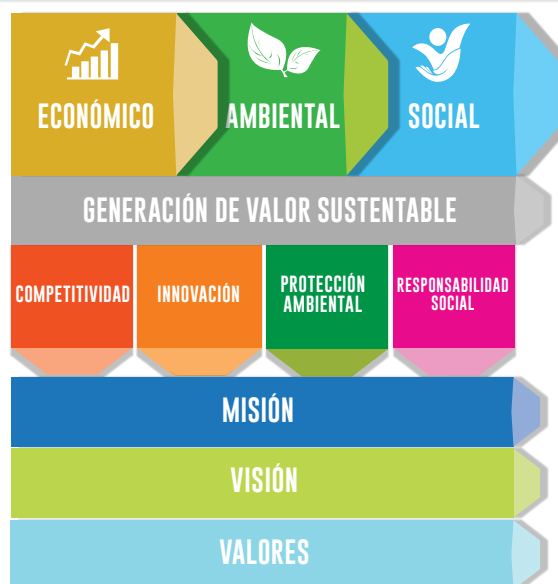 ECONÓMICO
AMBIENTAL
SOCIAL
GENERACIÓN DE VALOR SUSTENTABLE
COMPETITIVIDAD
INNOVACIÓN
PROTECCIÓN
AMBIENTAL
RESPONSABILIDAD
SOCIAL
MISIÓN
VISIÓN
VALORES